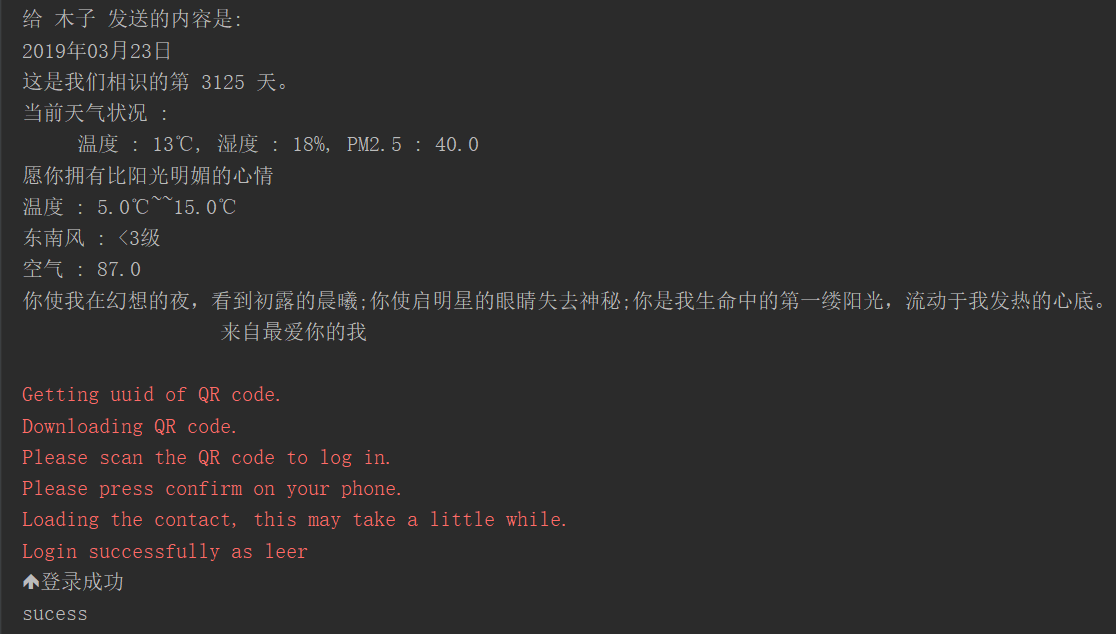 给 木子 发送的内容是:
2019年03月23日
这是我们相识的第 3125 天。
当前天气状况 :
温度 : 13℃, 湿度 : 18%, PM2.5 : 40.0
愿你拥有比阳光明媚的心情
温度 : 5.0℃~~15.0℃
东南风 : <3级
空气 : 87.0
你使我在幻想的夜，看到初露的晨曦;你使启明星的眼睛失去神秘;你是我生命中的第一缕阳光，流动于我发热的心底。
来自最爱你的我
Getting uuid of QR code.
Downloading QR code.
Please scan the QR code to log in.
Please press confirm on your phone.
Loading the contact, this may take a little while.
Login successfully as leer
🡹登录成功
sucess